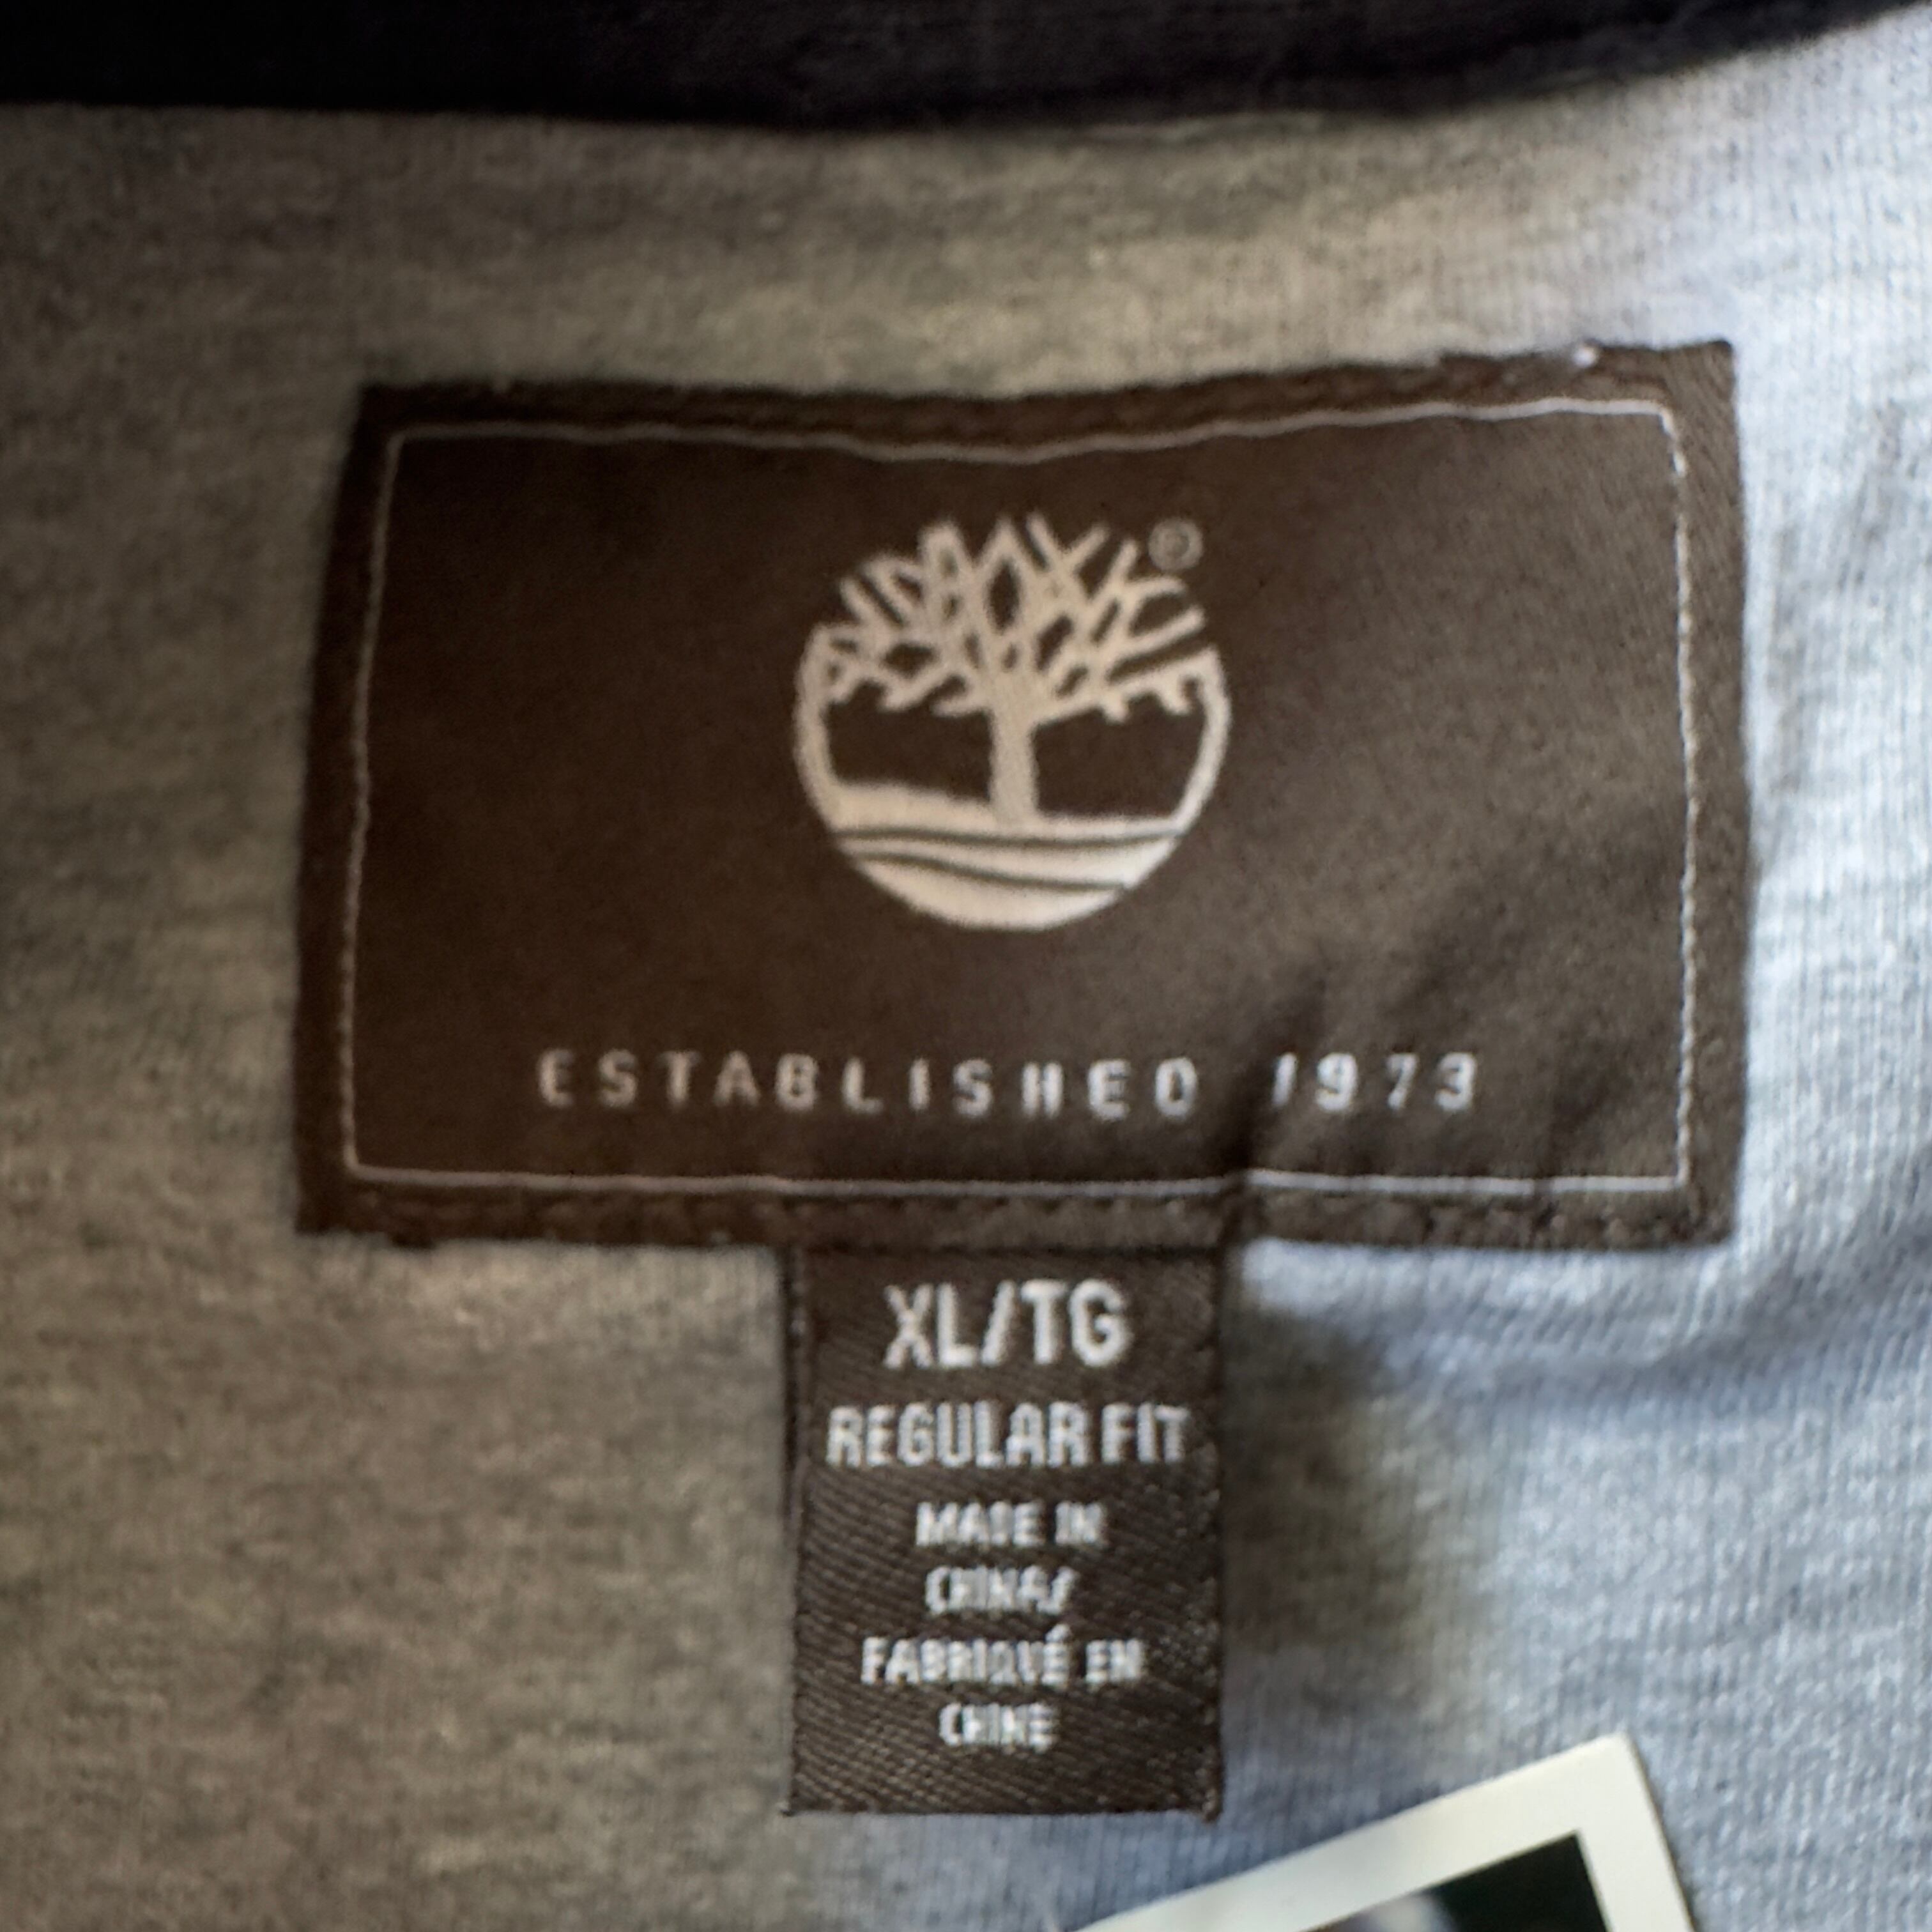 ®
ESTABLISHED 1973
XL/TG
REGULAR FIT
MADE IN
CHINA/
FABRIQUÉ EN
CHINE